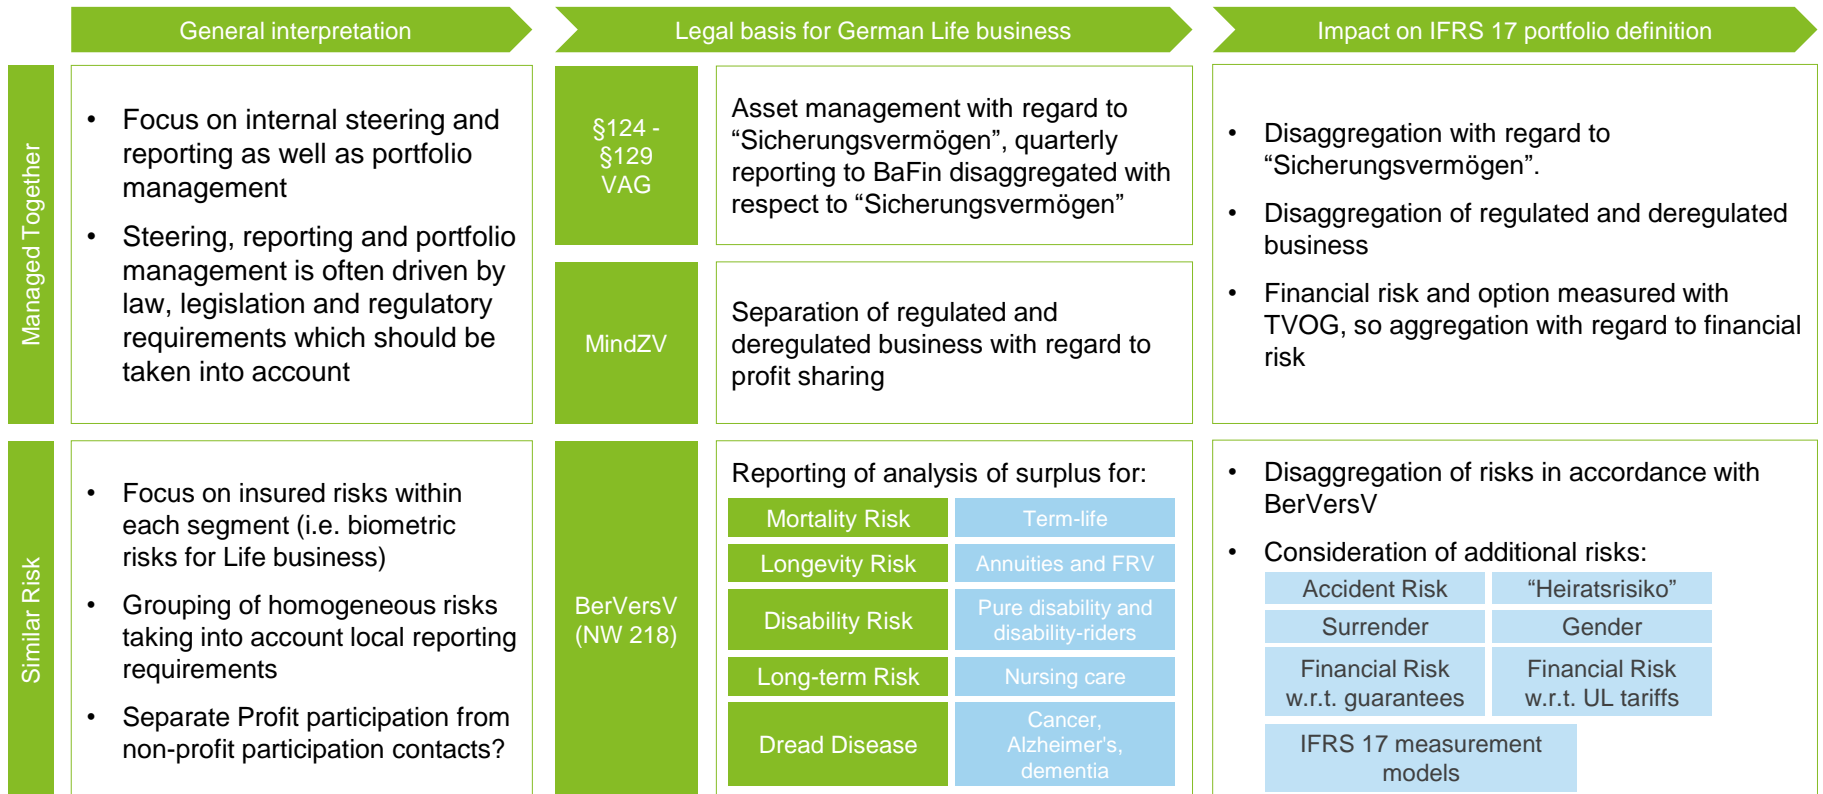 General interpretation
Legal basis for German Life business
Impact on IFRS 17 portfolio definition
Managed Together
• Focus on internal steering and
reporting as well as portfolio
management
• Steering, reporting and portfolio
management is often driven by
law, legislation and regulatory
requirements which should be
taken into account
§124 -
§129
VAG
Asset management with regard to
“Sicherungsvermögen”, quarterly
reporting to BaFin disaggregated with
respect to “Sicherungsvermögen”
MindZV
Separation of regulated and
deregulated business with regard to
profit sharing
• Disaggregation with regard to
“Sicherungsvermögen”.
• Disaggregation of regulated and deregulated
business
• Financial risk and option measured with
TVOG, so aggregation with regard to financial
risk
Similar Risk
• Focus on insured risks within
each segment (i.e. biometric
risks for Life business)
• Grouping of homogeneous risks
taking into account local reporting
requirements
• Separate Profit participation from
non-profit participation contacts?
BerVersV
(NW 218)
Reporting of analysis of surplus for:
Mortality Risk
Term-life
Longevity Risk
Annuities and FRV
Disability Risk
Pure disability and
disability-riders
Long-term Risk
Nursing care
Dread Disease
Cancer,
Alzheimer's,
dementia
• Disaggregation of risks in accordance with
BerVersV
• Consideration of additional risks:
Accident Risk
“Heiratsrisiko”
Surrender
Gender
Financial Risk
w.r.t. guarantees
Financial Risk
w.r.t. UL tariffs
IFRS 17 measurement
models